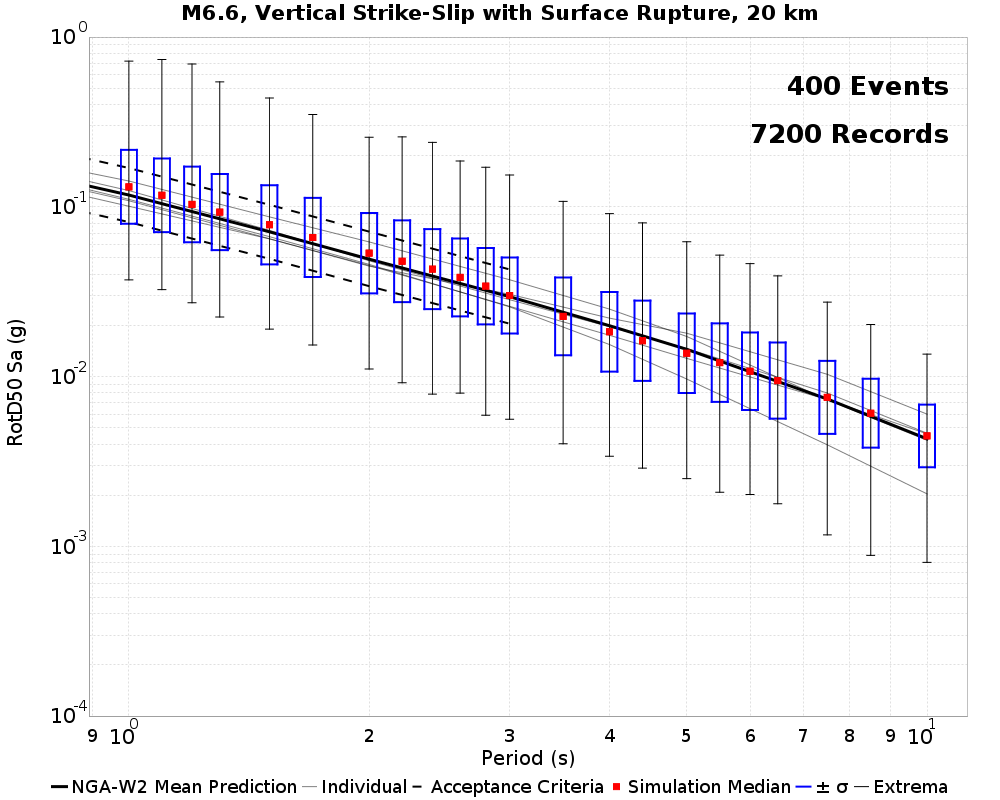 M6.6, Vertical Strike-Slip with Surface Rupture, 20 km
400 Events
7200 Records
RotD50 Sa (g)
10^0
10^-1
10^-2
10^-3
10^-4
9 10^0 2 3 4 5 6 7 8 9 10^1
Period (s)
NGA-W2 Mean Prediction Individual Acceptance Criteria Simulation Median ± σ Extrema